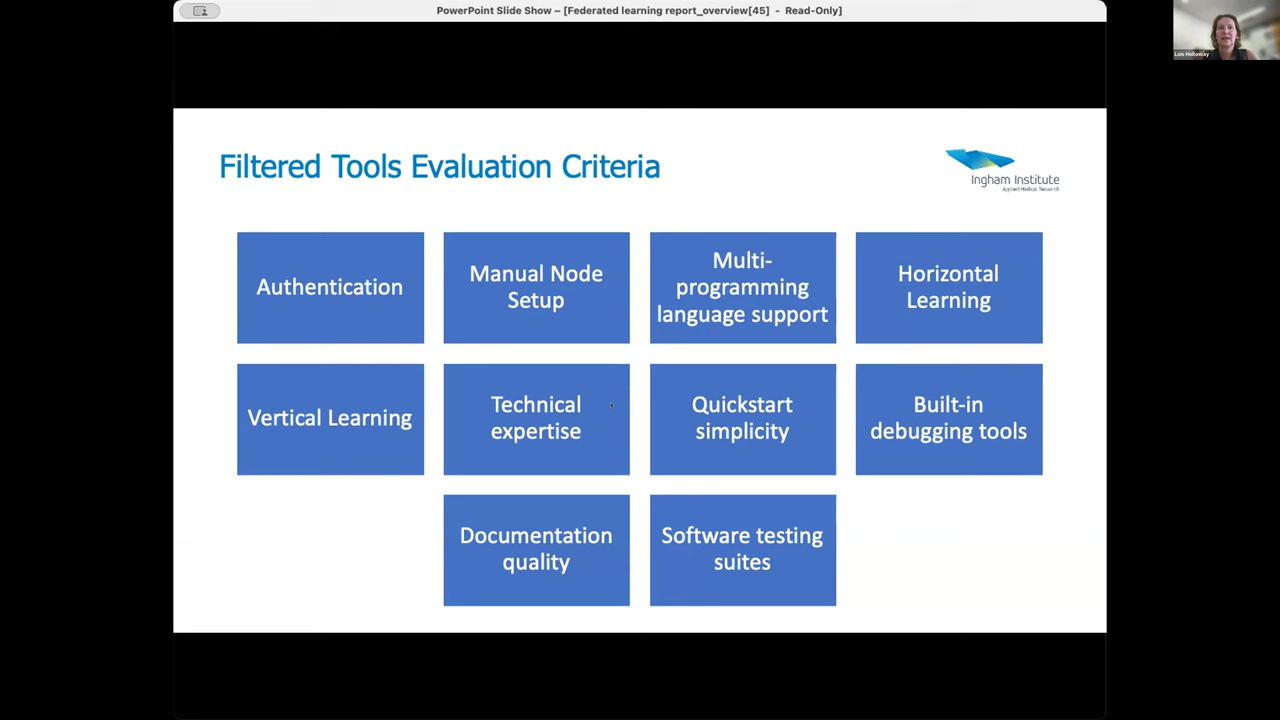 PowerPoint Slide Show – [Federated learning report_overview[45] - Read-Only]
Lois Holloway
Filtered Tools Evaluation Criteria
Ingham Institute
Applied Medical Research
Authentication
Manual Node
Setup
Multi-
programming
language support
Horizontal
Learning
Vertical Learning
Technical
expertise
Quickstart
simplicity
Built-in
debugging tools
Documentation
quality
Software testing
suites